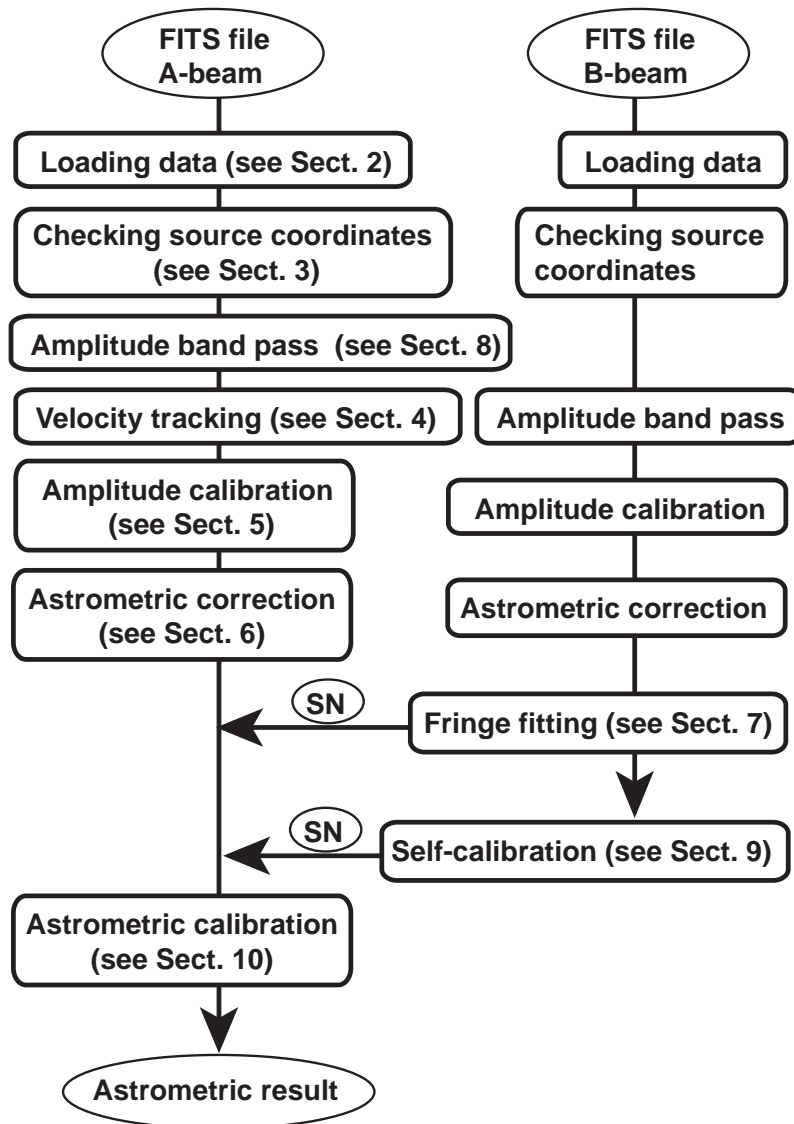 FITS file
A-beam
Loading data (see Sect. 2)
Checking source coordinates
(see Sect. 3)
Amplitude band pass (see Sect. 8)
Velocity tracking (see Sect. 4)
Amplitude calibration
(see Sect. 5)
Astrometric correction
(see Sect. 6)
FITS file
B-beam
Loading data
Checking source
coordinates
Amplitude band pass
Amplitude calibration
Astrometric correction
Fringe fitting (see Sect. 7)
SN
Self-calibration (see Sect. 9)
SN
Astrometric calibration
(see Sect. 10)
Astrometric result